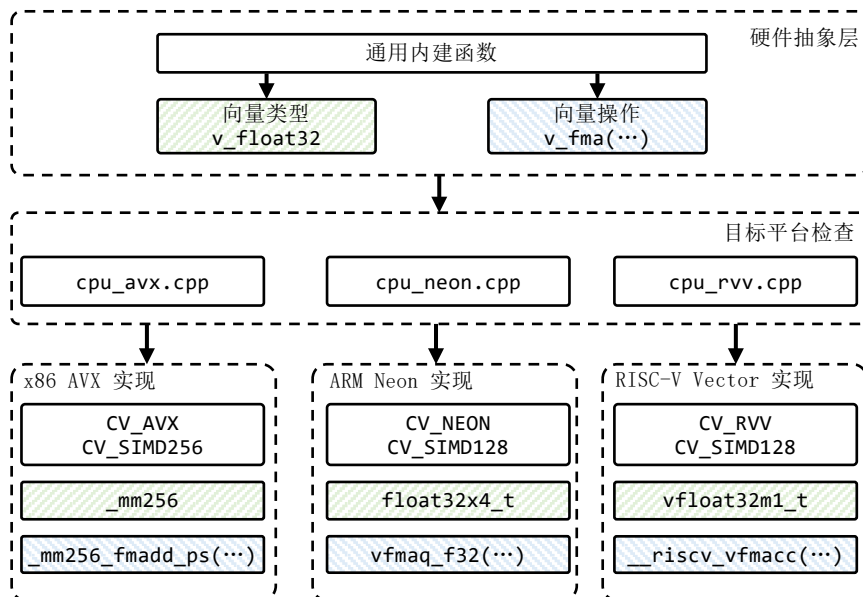 硬件抽象层
通用内建函数
向量类型
v_float32
向量操作
v_fma(…)
目标平台检查
cpu_avx.cpp
cpu_neon.cpp
cpu_rvv.cpp
x86 AVX 实现
CV_AVX
CV_SIMD256
_mm256
_mm256_fmadd_ps(…)
ARM Neon 实现
CV_NEON
CV_SIMD128
float32x4_t
vfmaq_f32(…)
RISC-V Vector 实现
CV_RVV
CV_SIMD128
vfloat32m1_t
__riscv_vfmacc(…)